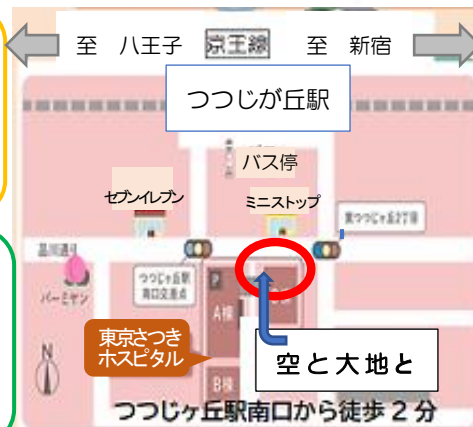 至 八王子 京王線 至 新宿
つつじが丘駅
バス停
セブンイレブン
ミニストップ
東つつじヶ丘2丁目
品川通り
バーミヤン
つつじヶ丘駅
南口交差点
P
A棟
東京さつき
ホスピタル
空と大地と
N
B棟
つつじヶ丘駅南口から徒歩2分